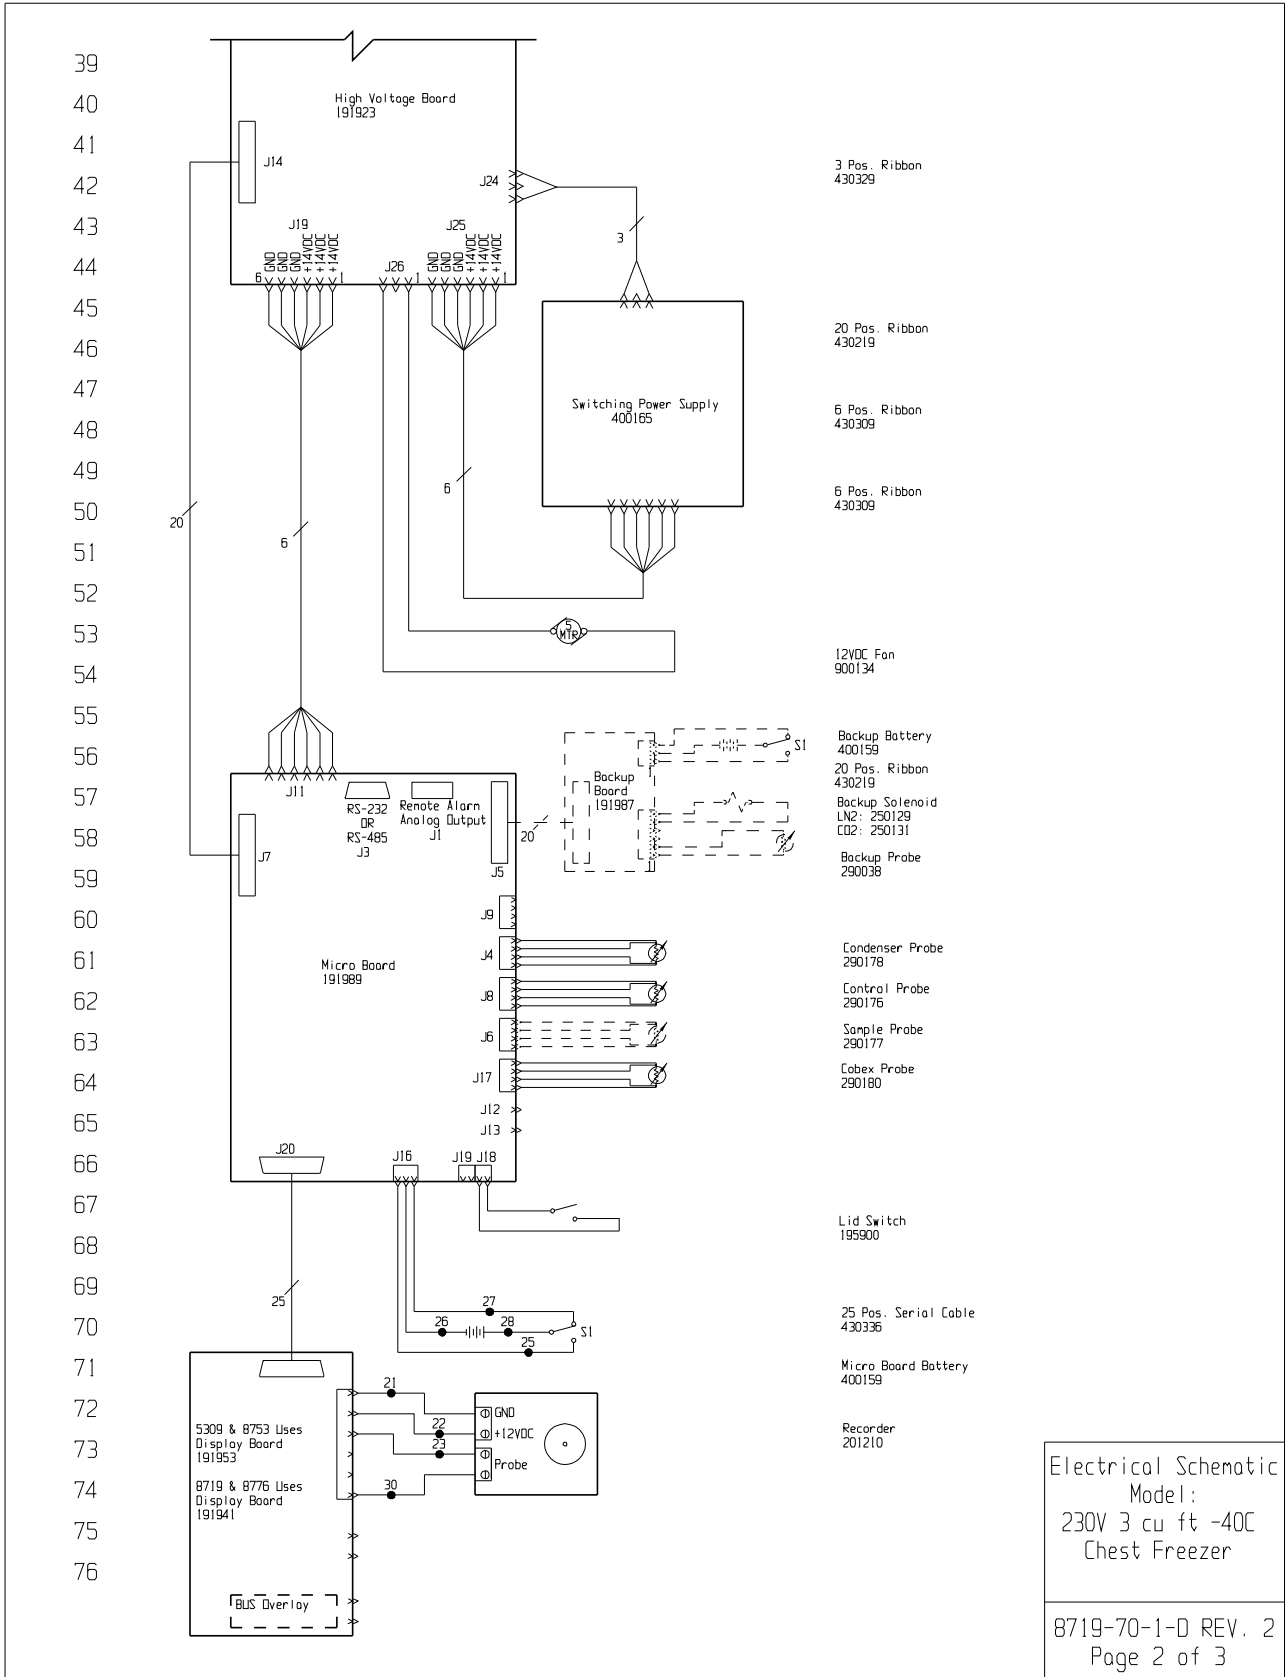 39
40
41
42
43
44
45
46
47
48
49
50
51
52
53
54
55
56
57
58
59
60
61
62
63
64
65
66
67
68
69
70
71
72
73
74
75
76
High Voltage Board
191923
J14
J24
J19
GND
GND
GND
+14VDC
+14VDC
+14VDC
6
1
J26
1
J25
GND
GND
GND
+14VDC
+14VDC
+14VDC
1
3
Switching Power Supply
400165
20
6
6
5
MTR
J11
RS-232
OR
RS-485
J3
Remote Alarm
Analog Output
J1
J5
J7
20
Backup
Board
191987
1
1
S1
J9
J4
J8
J6
J17
J12
J13
Micro Board
191989
J20
J16
J19 J18
25
27
26
28
25
S1
21
22
23
30
GND
+12VDC
Probe
5309 & 8753 Uses
Display Board
191953
8719 & 8776 Uses
Display Board
191941
BUS Overlay
3 Pos. Ribbon
430329
20 Pos. Ribbon
430219
6 Pos. Ribbon
430309
6 Pos. Ribbon
430309
12VDC Fan
900134
Backup Battery
400159
20 Pos. Ribbon
430219
Backup Solenoid
LN2: 250129
CO2: 250131
Backup Probe
290038
Condenser Probe
290178
Control Probe
290176
Sample Probe
290177
Cobex Probe
290180
Lid Switch
195900
25 Pos. Serial Cable
430336
Micro Board Battery
400159
Recorder
201210
Electrical Schematic
Model:
230V 3 cu ft -40C
Chest Freezer
8719-70-1-D REV. 2
Page 2 of 3